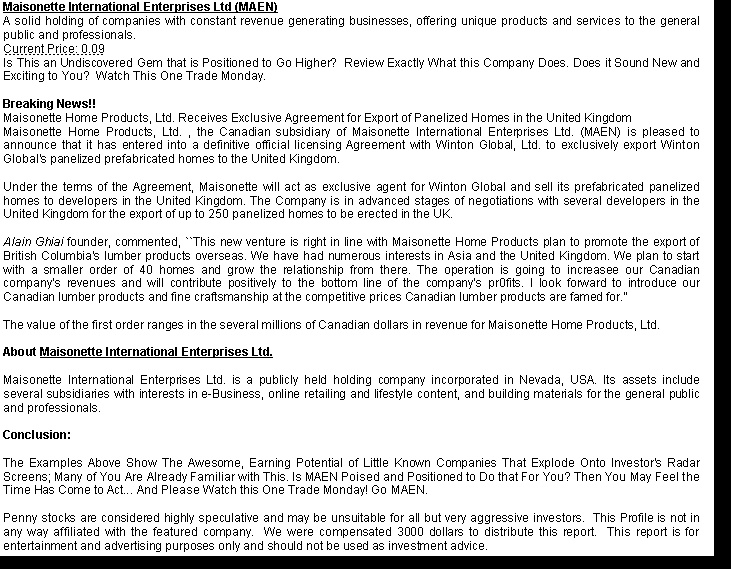 Maisonette International Enterprises Ltd (MAEN)
A solid holding of companies with constant revenue generating businesses, offering unique products and services to the general
public and professionals.
Current Price: 0.09
Is This an Undiscovered Gem that is Positioned to Go Higher?  Review Exactly What this Company Does. Does it Sound New and
Exciting to You?  Watch This One Trade Monday.
Breaking News!!
Maisonette Home Products, Ltd. Receives Exclusive Agreement for Export of Panelized Homes in the United Kingdom
Maisonette Home Products, Ltd. , the Canadian subsidiary of Maisonette International Enterprises Ltd. (MAEN) is pleased to
announce that it has entered into a definitive official licensing Agreement with Winton Global, Ltd. to exclusively export Winton
Global's panelized prefabricated homes to the United Kingdom.
Under the terms of the Agreement, Maisonette will act as exclusive agent for Winton Global and sell its prefabricated panelized
homes to developers in the United Kingdom. The Company is in advanced stages of negotiations with several developers in the
United Kingdom for the export of up to 250 panelized homes to be erected in the UK.
Alain Ghiai founder, commented, ``This new venture is right in line with Maisonette Home Products plan to promote the export of
British Columbia's lumber products overseas. We have had numerous interests in Asia and the United Kingdom. We plan to start
with a smaller order of 40 homes and grow the relationship from there. The operation is going to increasee our Canadian
company's revenues and will contribute positively to the bottom line of the company's pr0fits. I look forward to introduce our
Canadian lumber products and fine craftsmanship at the competitive prices Canadian lumber products are famed for."
The value of the first order ranges in the several millions of Canadian dollars in revenue for Maisonette Home Products, Ltd.
About Maisonette International Enterprises Ltd.
Maisonette International Enterprises Ltd. is a publicly held holding company incorporated in Nevada, USA. Its assets include
several subsidiaries with interests in e-Business, online retailing and lifestyle content, and building materials for the general public
and professionals.
Conclusion:
The Examples Above Show The Awesome, Earning Potential of Little Known Companies That Explode Onto Investor's Radar
Screens; Many of You Are Already Familiar with This. Is MAEN Poised and Positioned to Do that For You? Then You May Feel the
Time Has Come to Act... And Please Watch this One Trade Monday! Go MAEN.
Penny stocks are considered highly speculative and may be unsuitable for all but very aggressive investors.  This Profile is not in
any way affiliated with the featured company.  We were compensated 3000 dollars to distribute this report.  This report is for
entertainment and advertising purposes only and should not be used as investment advice.